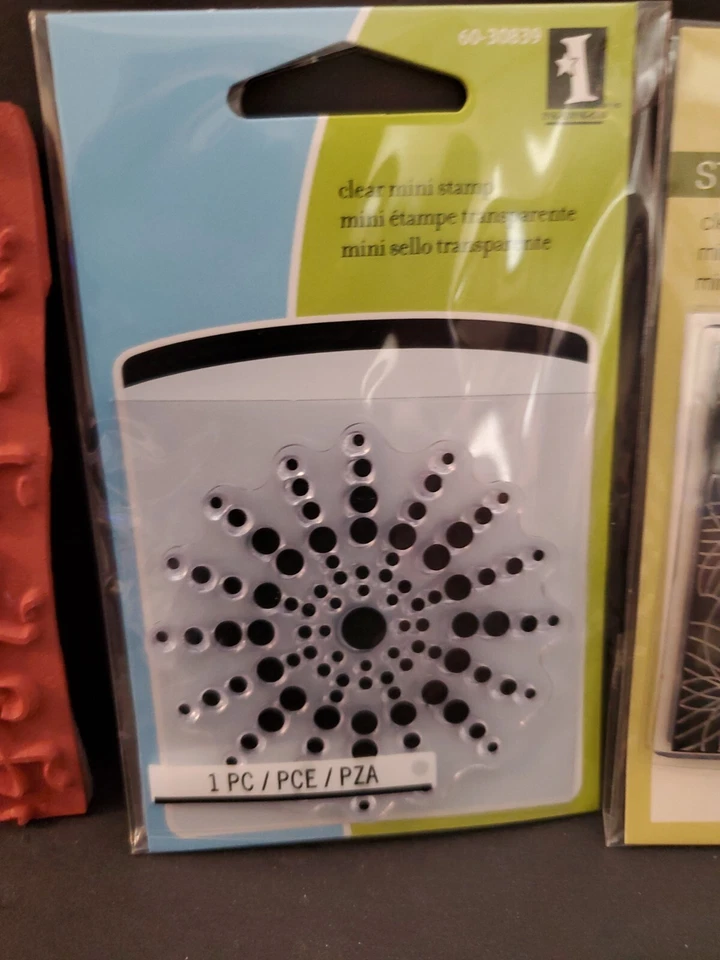 60-30839
clear mini stamp
mini étampe transparente
mini sello transparente
1 PC / PCE / PZA